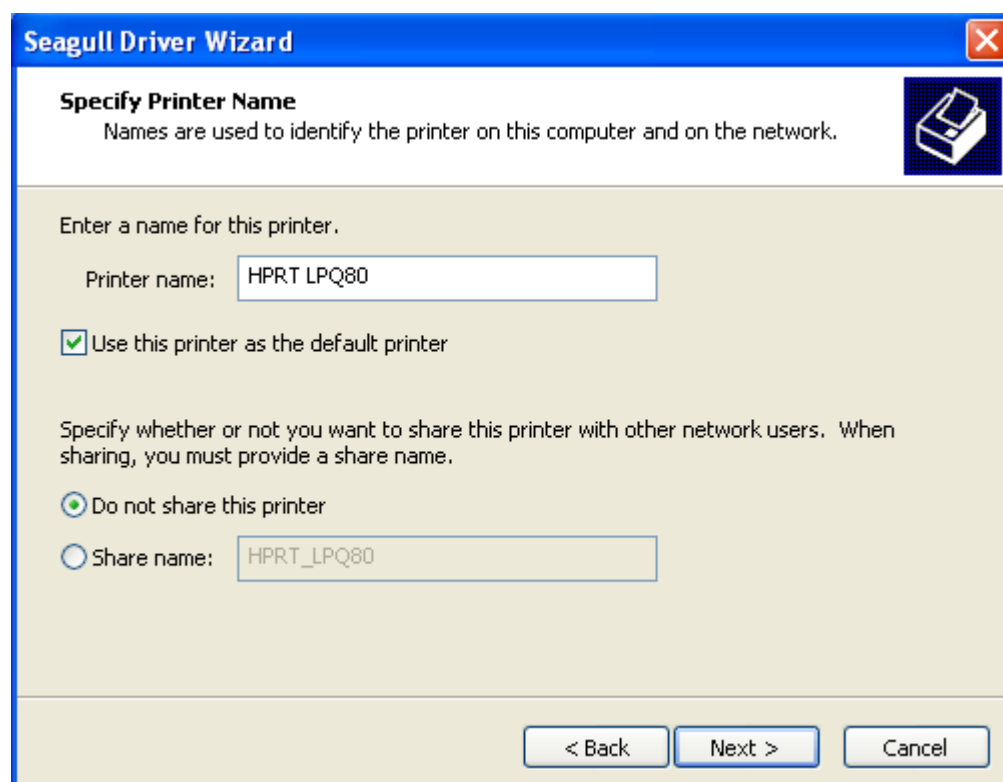 Seagull Driver Wizard
Specify Printer Name
Names are used to identify the printer on this computer and on the network.
Enter a name for this printer.
Printer name: HPRT LPQ80
Use this printer as the default printer
Specify whether or not you want to share this printer with other network users.  When
sharing, you must provide a share name.
Do not share this printer
Share name: HPRT_LPQ80
< Back Next > Cancel